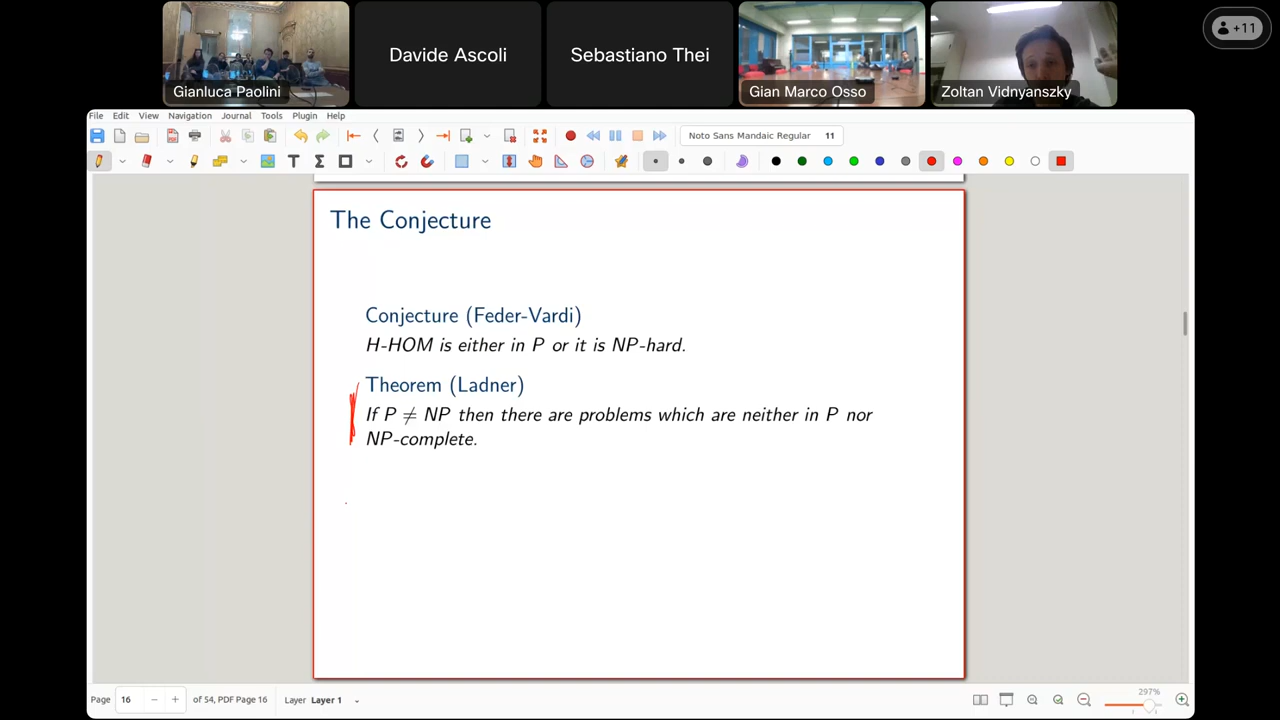 Gianluca Paolini
Davide Ascoli
Sebastiano Thei
Gian Marco Osso
Zoltan Vidnyanszky
+11
File Edit View Navigation Journal Tools Plugin Help
Noto Sans Mandaic Regular 11
The Conjecture
Conjecture (Feder-Vardi)
H-HOM is either in P or it is NP-hard.
Theorem (Ladner)
If P ≠ NP then there are problems which are neither in P nor
NP-complete.
Page 16 of 54, PDF Page 16 Layer Layer 1
297%